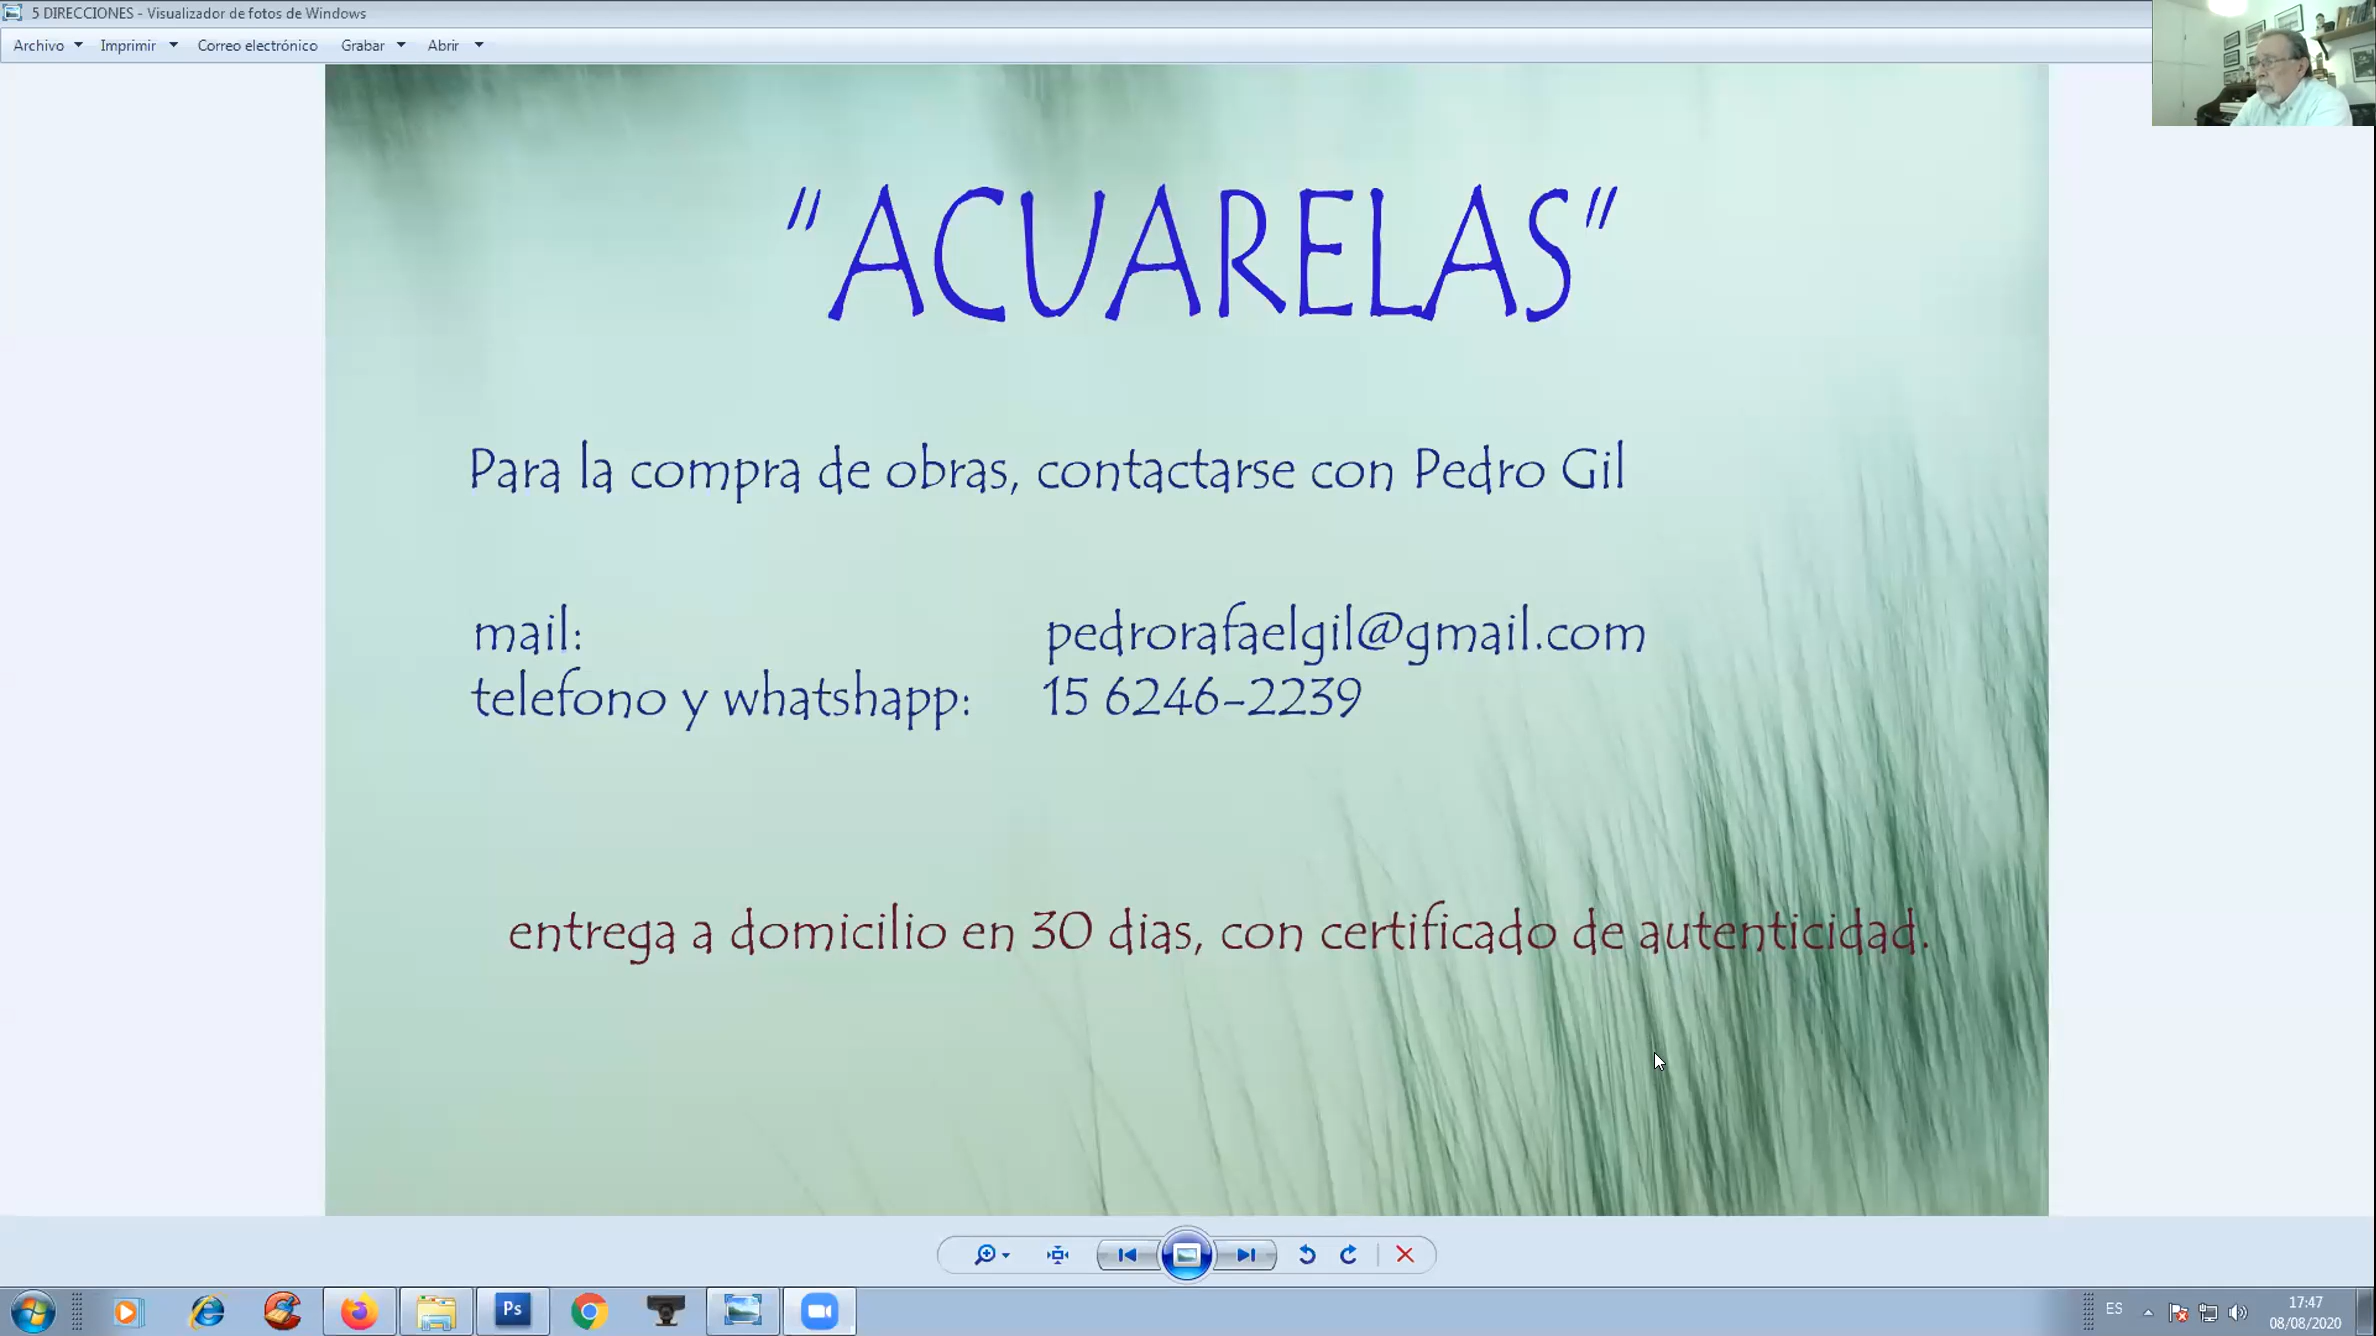 5 DIRECCIONES - Visualizador de fotos de Windows
Archivo Imprimir Correo electrónico Grabar Abrir
"ACUARELAS"
Para la compra de obras, contactarse con Pedro Gil
mail: pedrorafaelgil@gmail.com
telefono y whatshapp: 15 6246-2239
entrega a domicilio en 30 dias, con certificado de autenticidad.
Ps
ES
17:47
08/08/2020